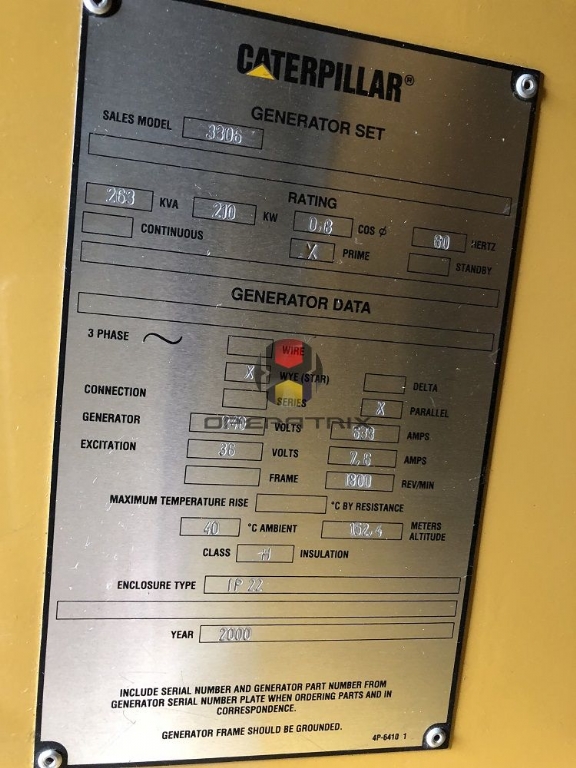 CATERPILLAR®
GENERATOR SET
SALES MODEL 3306
RATING
263 KVA 210 KW 0.8 COS ø 60 HERTZ
CONTINUOUS X PRIME STANDBY
GENERATOR DATA
3 PHASE ~ WIRE
X WYE (STAR) DELTA
CONNECTION SERIES X PARALLEL
GENERATOR VOLTS AMPS
EXCITATION 36 VOLTS AMPS
FRAME 1800 REV/MIN
MAXIMUM TEMPERATURE RISE °C BY RESISTANCE
40 °C AMBIENT 152.4 METERS ALTITUDE
CLASS H INSULATION
ENCLOSURE TYPE IP 22
YEAR 2000
INCLUDE SERIAL NUMBER AND GENERATOR PART NUMBER FROM
GENERATOR SERIAL NUMBER PLATE WHEN ORDERING PARTS AND IN
CORRESPONDENCE.
GENERATOR FRAME SHOULD BE GROUNDED.
4P-6410 1